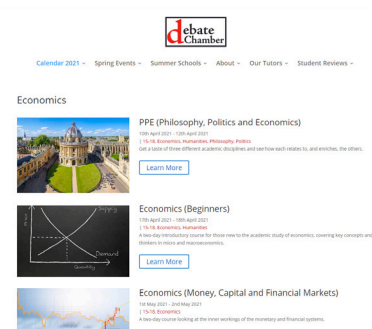 debate
Chamber
Calendar 2021
Spring Events
Summer Schools
About
Our Tutors
Student Reviews
Economics
PPE (Philosophy, Politics and Economics)
10th April 2021 - 12th April 2021
| 15-18, Economics, Humanities, Philosophy, Politics
Get a taste of three different academic disciplines and see how each relates to, and enriches, the others.
Learn More
Economics (Beginners)
17th April 2021 - 18th April 2021
| 15-18, Economics, Humanities
A two-day introductory course for those new to the academic study of economics, covering key concepts and
thinkers in micro and macroeconomics.
Learn More
Price
Supply
Demand
Quantity
Economics (Money, Capital and Financial Markets)
1st May 2021 - 2nd May 2021
| 15-18, Economics
A two-day course looking at the inner workings of the monetary and financial systems.